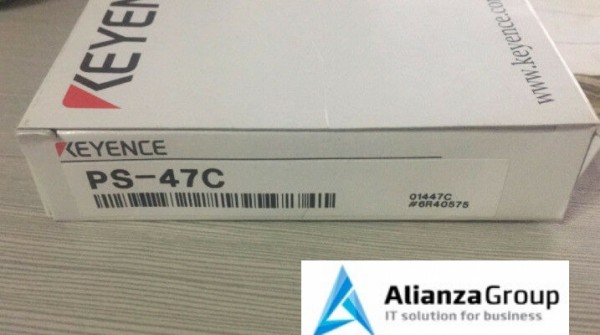 KEYENCE
www.keyence.com
KEYENCE
PS-47C
01447C
#6R40575
AlianzaGroup
IT solution for business